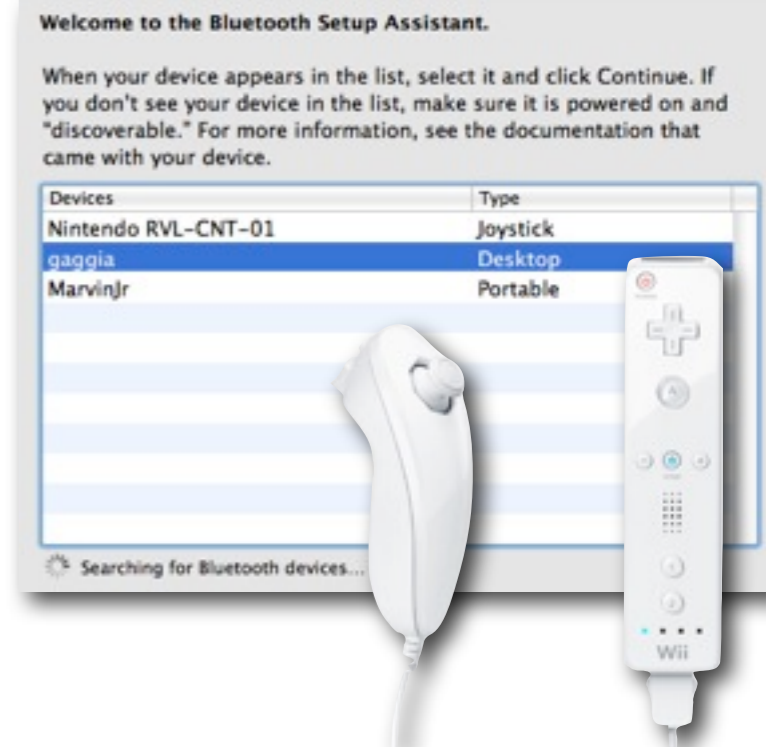 Welcome to the Bluetooth Setup Assistant.
When your device appears in the list, select it and click Continue. If
you don't see your device in the list, make sure it is powered on and
"discoverable." For more information, see the documentation that
came with your device.
Devices Type
Nintendo RVL-CNT-01 Joystick
gaggia Desktop
MarvinJr Portable
A
Searching for Bluetooth devices...
1
2
Wii